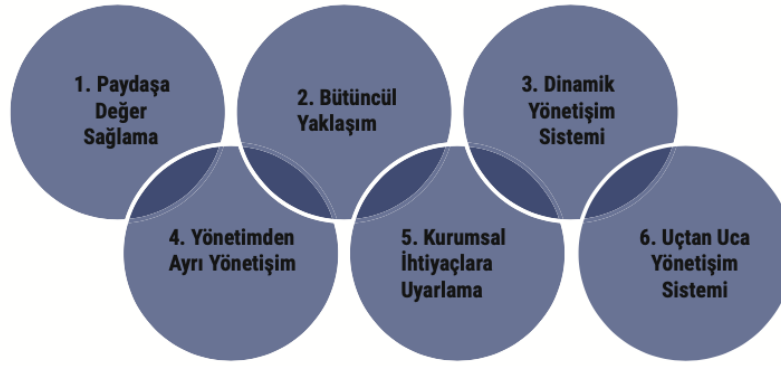 1. Paydaşa
Değer
Sağlama
2. Bütüncül
Yaklaşım
3. Dinamik
Yönetişim
Sistemi
4. Yönetimden
Ayrı Yönetişim
5. Kurumsal
İhtiyaçlara
Uyarlama
6. Uçtan Uca
Yönetişim
Sistemi